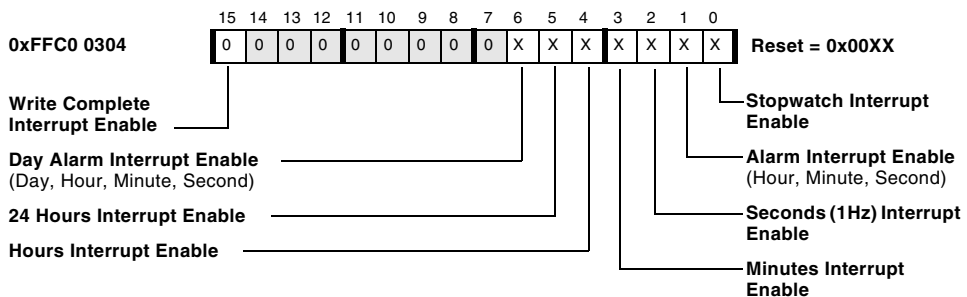 15 14 13 12 11 10 9 8 7 6 5 4 3 2 1 0
0xFFC0 0304
0 0 0 0 0 0 0 0 0 X X X X X X X
Reset = 0x00XX
Write Complete
Interrupt Enable
Day Alarm Interrupt Enable
(Day, Hour, Minute, Second)
24 Hours Interrupt Enable
Hours Interrupt Enable
Stopwatch Interrupt
Enable
Alarm Interrupt Enable
(Hour, Minute, Second)
Seconds (1Hz) Interrupt
Enable
Minutes Interrupt
Enable